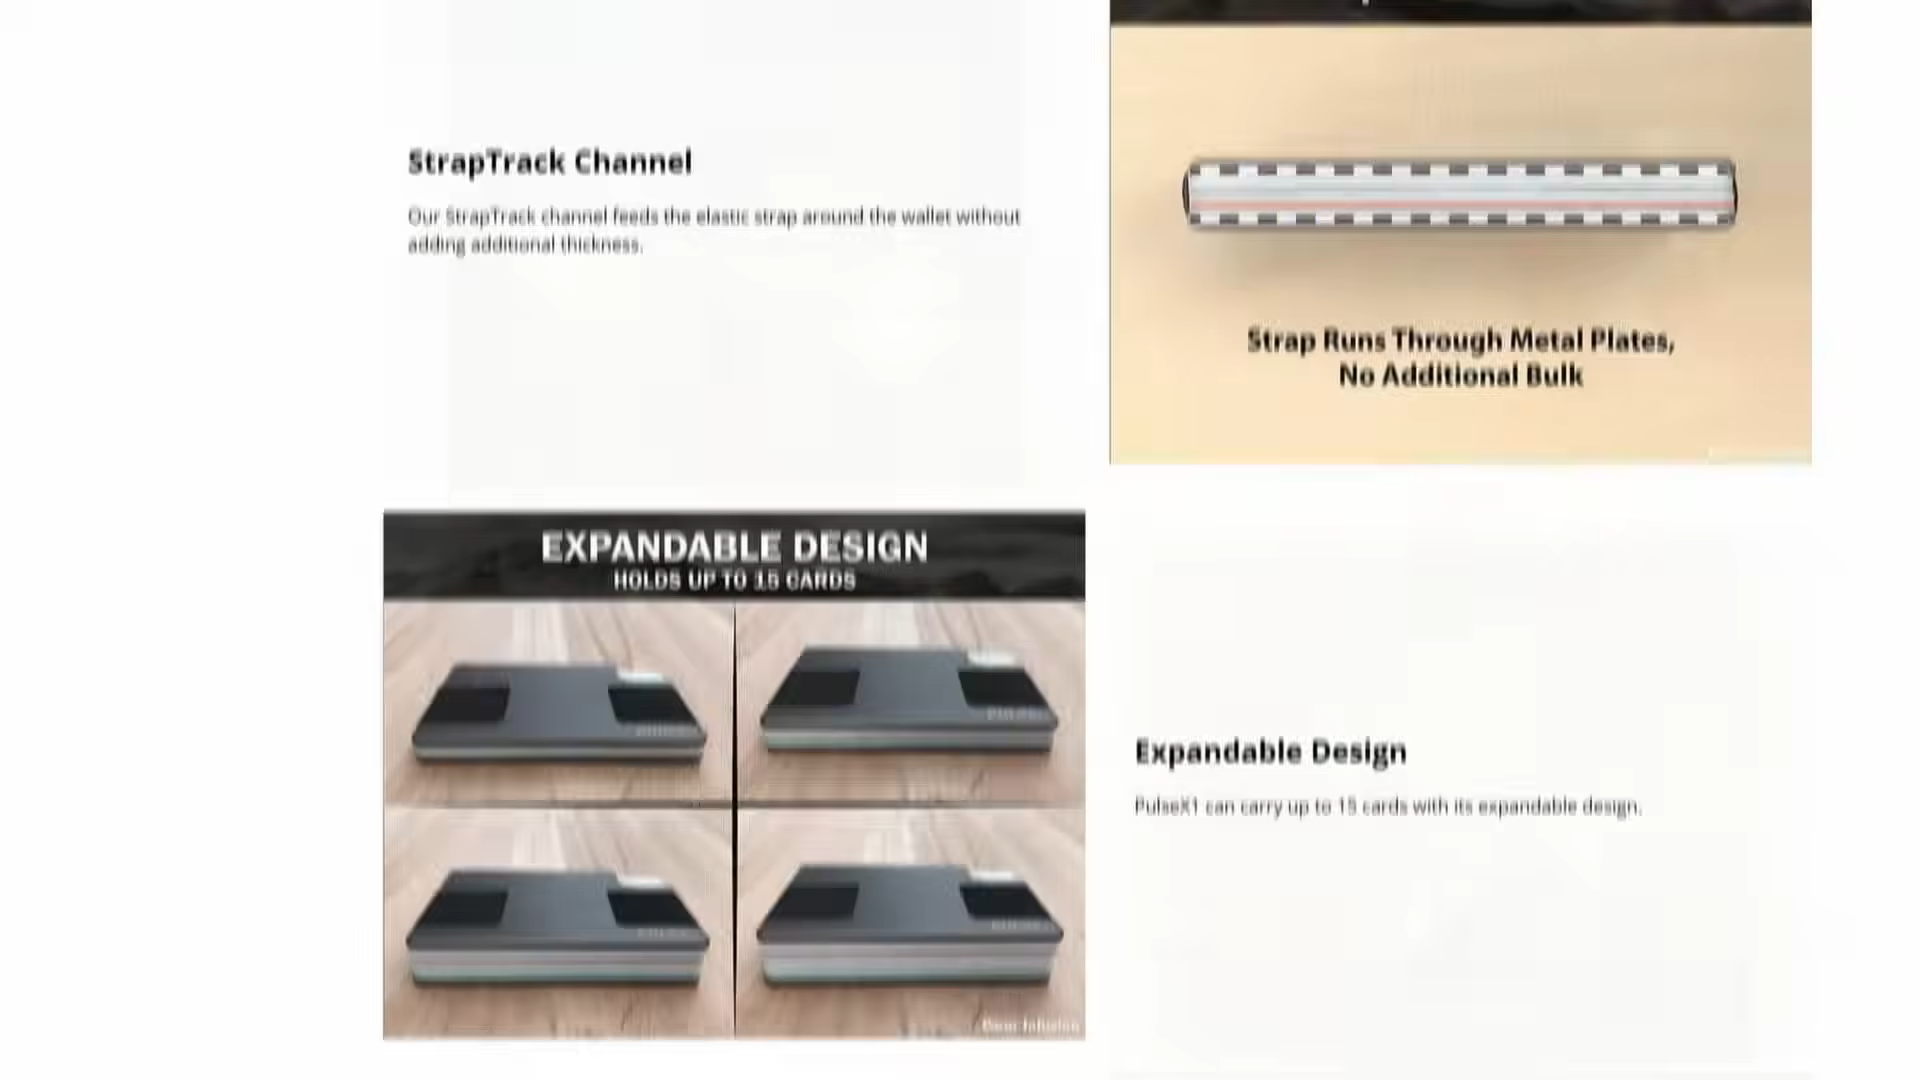 StrapTrack Channel
Our StrapTrack channel feeds the elastic strap around the wallet without
adding additional thickness.
Strap Runs Through Metal Plates,
No Additional Bulk
EXPANDABLE DESIGN
HOLDS UP TO 15 CARDS
Expandable Design
PulseX1 can carry up to 15 cards with its expandable design.